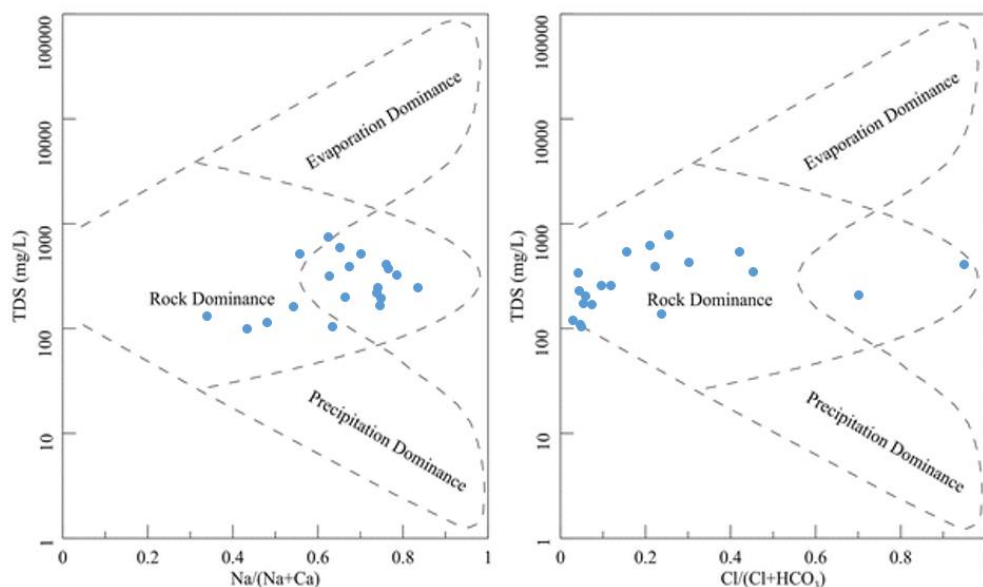 100000
10000
1000
100
10
1
TDS (mg/L)
Evaporation Dominance
Rock Dominance
Precipitation Dominance
0
0.2
0.4
0.6
0.8
1
Na/(Na+Ca)
100000
10000
1000
100
10
1
TDS (mg/L)
Evaporation Dominance
Rock Dominance
Precipitation Dominance
0
0.2
0.4
0.6
0.8
Cl/(Cl+HCO₃)